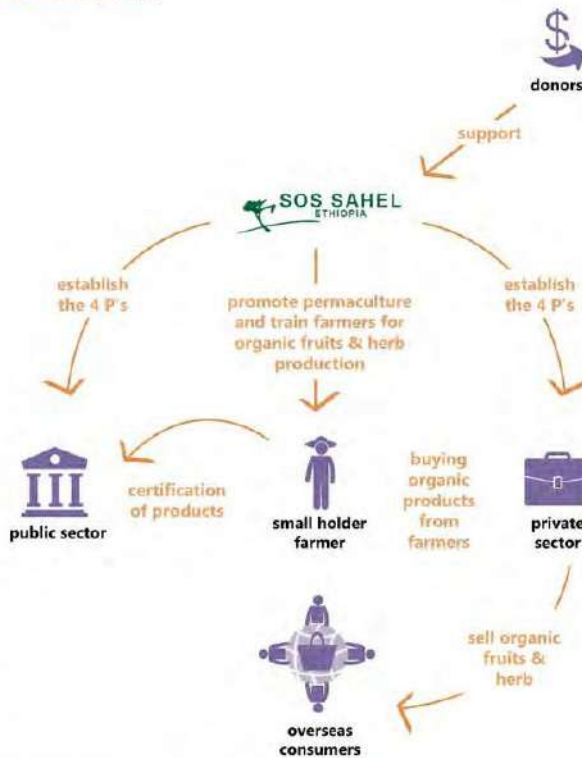 $
donors
support
SOS SAHEL
ETHIOPIA
establish
the 4 P's
promote permaculture
and train farmers for
organic fruits & herb
production
establish
the 4 P's
public sector
certification
of products
small holder
farmer
buying
organic
products
from
farmers
private
sector
sell organic
fruits &
herb
overseas
consumers